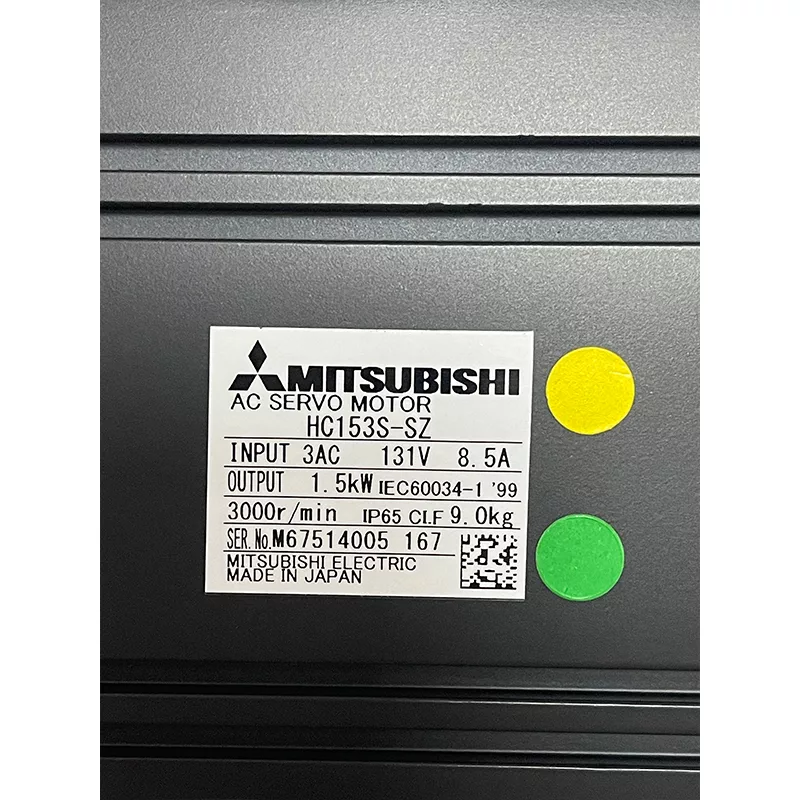 MITSUBISHI
AC SERVO MOTOR
HC153S-SZ
INPUT 3AC 131V 8.5A
OUTPUT 1.5kW IEC60034-1 '99
3000r/min IP65 CI.F 9.0kg
SER.No.M67514005 167
MITSUBISHI ELECTRIC
MADE IN JAPAN